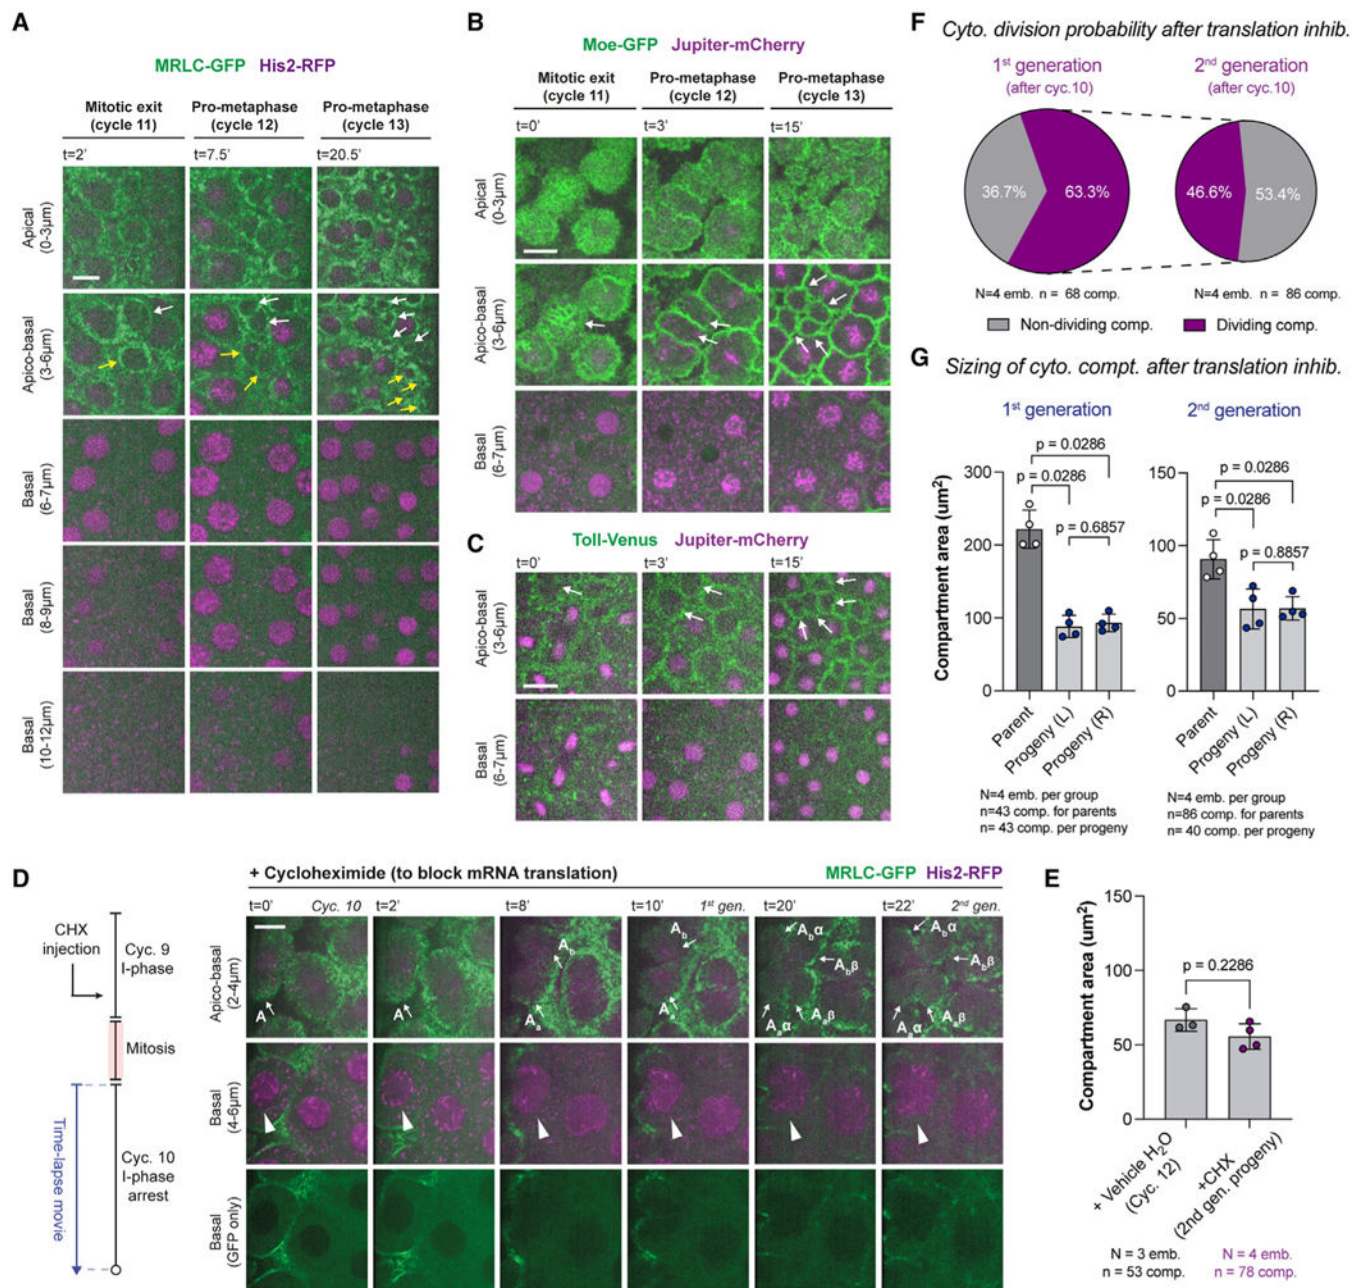 A
MRLC-GFP His2-RFP
Mitotic exit (cycle 11)
Pro-metaphase (cycle 12)
Pro-metaphase (cycle 13)
t=2’
t=7.5’
t=20.5’
Apical (0-3µm)
Apico-basal (3-6µm)
Basal (6-7µm)
Basal (8-9µm)
Basal (10-12µm)
B
Moe-GFP Jupiter-mCherry
Mitotic exit (cycle 11)
Pro-metaphase (cycle 12)
Pro-metaphase (cycle 13)
t=0’
t=3’
t=15’
Apical (0-3µm)
Apico-basal (3-6µm)
Basal (6-7µm)
C
Toll-Venus Jupiter-mCherry
t=0’
t=3’
t=15’
Apico-basal (3-6µm)
Basal (6-7µm)
F
Cyto. division probability after translation inhib.
1st generation (after cyc.10)
2nd generation (after cyc.10)
36.7%
63.3%
46.6%
53.4%
N=4 emb. n = 68 comp.
N=4 emb. n = 86 comp.
Non-dividing comp.
Dividing comp.
G
Sizing of cyto. compt. after translation inhib.
1st generation
2nd generation
Compartment area (um²)
300
200
100
0
p = 0.0286
p = 0.0286
p = 0.6857
Parent
Progeny (L)
Progeny (R)
150
100
50
0
p = 0.0286
p = 0.0286
p = 0.8857
Parent
Progeny (L)
Progeny (R)
N=4 emb. per group
n=43 comp. for parents
n= 43 comp. per progeny
N=4 emb. per group
n=86 comp. for parents
n= 40 comp. per progeny
D
CHX injection
Cyc. 9 I-phase
Mitosis
Cyc. 10 I-phase arrest
Time-lapse movie
+ Cycloheximide (to block mRNA translation)
MRLC-GFP His2-RFP
t=0’ Cyc. 10
t=2’
t=8’
t=10’ 1st gen.
t=20’
t=22’ 2nd gen.
Apico-basal (2-4µm)
A
A
Ab
Aa
Ab
Aa
Abα
Abβ
Aaα
Aaβ
Abα
Abβ
Aaα
Aaβ
Basal (4-6µm)
Basal (GFP only)
E
Compartment area (um²)
150
100
50
0
p = 0.2286
+ Vehicle H₂O (Cyc. 12)
+CHX (2nd gen. progeny)
N = 3 emb.
n = 53 comp.
N = 4 emb.
n = 78 comp.